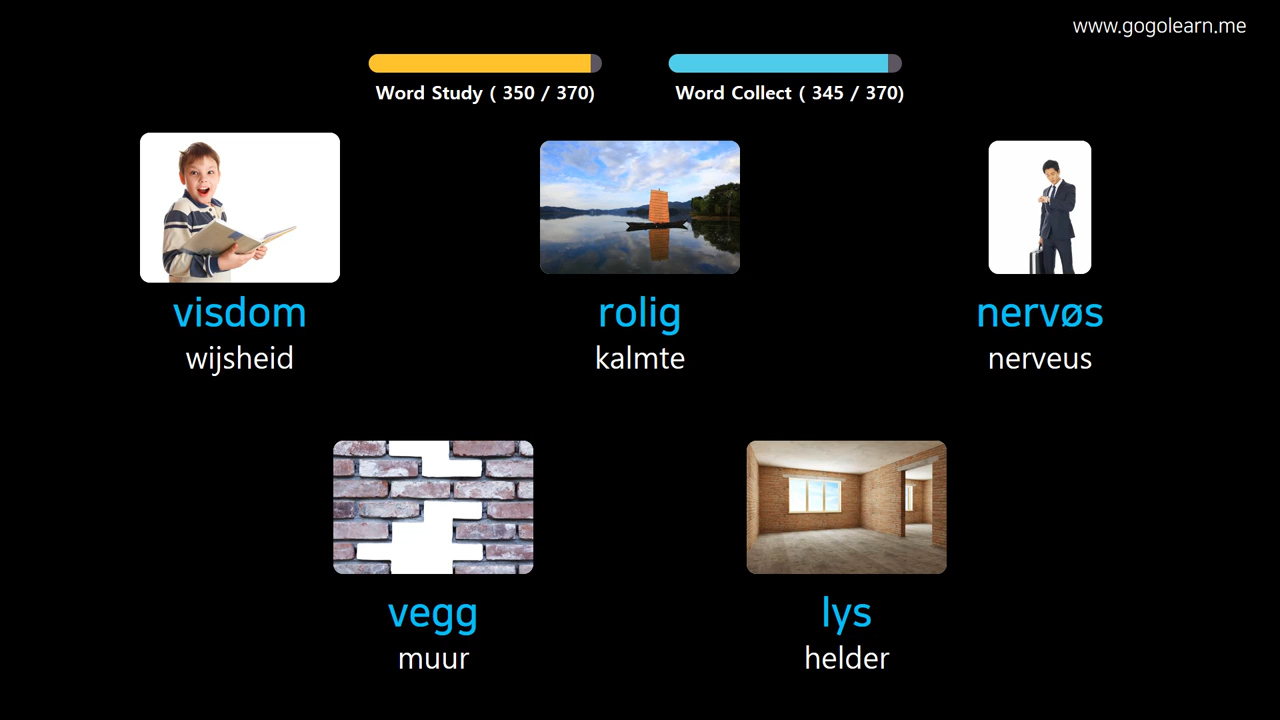 www.gogolearn.me
Word Study ( 350 / 370)
Word Collect ( 345 / 370)
visdom
wijsheid
rolig
kalmte
nervøs
nerveus
vegg
muur
lys
helder